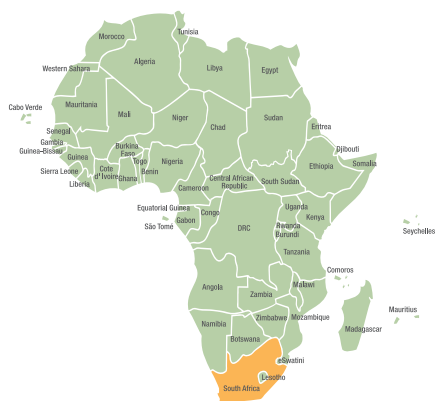 Tunisia
Morocco
Algeria
Libya
Egypt
Western Sahara
Cabo Verde
Mauritania
Mali
Niger
Chad
Sudan
Eritrea
Senegal
Gambia
Guinea-Bissau
Guinea
Burkina
Faso
Djibouti
Sierra Leone
Cote
d'Ivoire
Togo
Ghana
Benin
Nigeria
Ethiopia
Somalia
Liberia
Central African
Republic
South Sudan
Cameroon
Equatorial Guinea
Uganda
Kenya
São Tomé
Gabon
Congo
DRC
Rwanda
Burundi
Seychelles
Tanzania
Comoros
Angola
Malawi
Zambia
Mozambique
Mauritius
Namibia
Zimbabwe
Madagascar
Botswana
eSwatini
Lesotho
South Africa